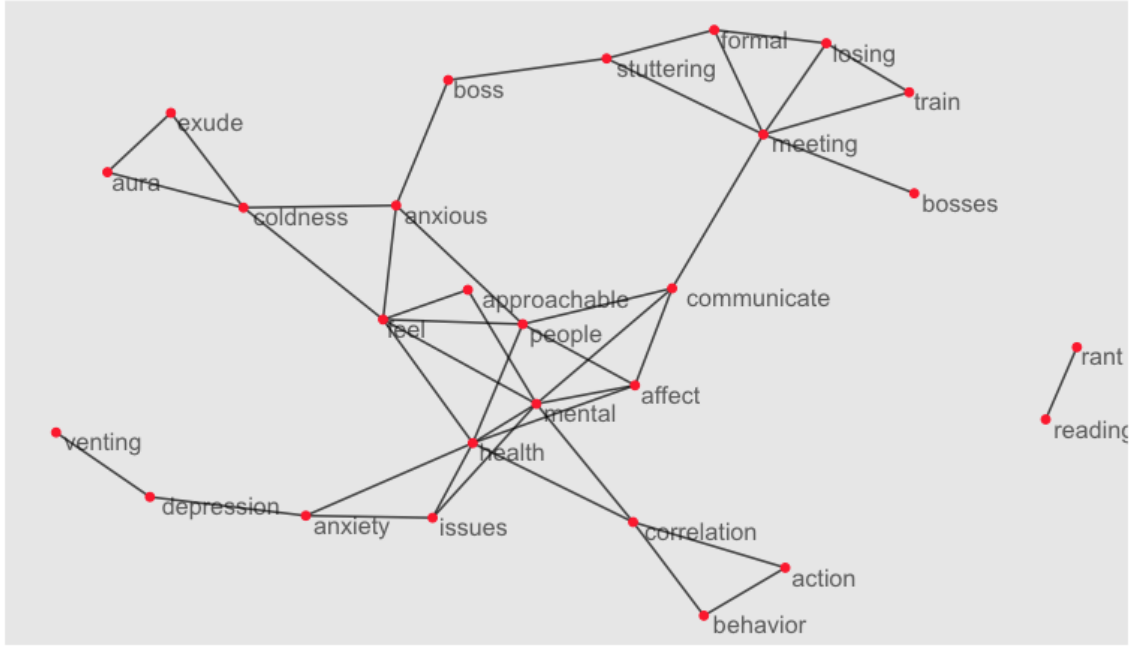 formal
losing
stuttering
boss
train
exude
meeting
aura
bosses
coldness
anxious
approachable
communicate
feel
people
rant
affect
mental
reading
venting
health
depression
anxiety
issues
correlation
action
behavior